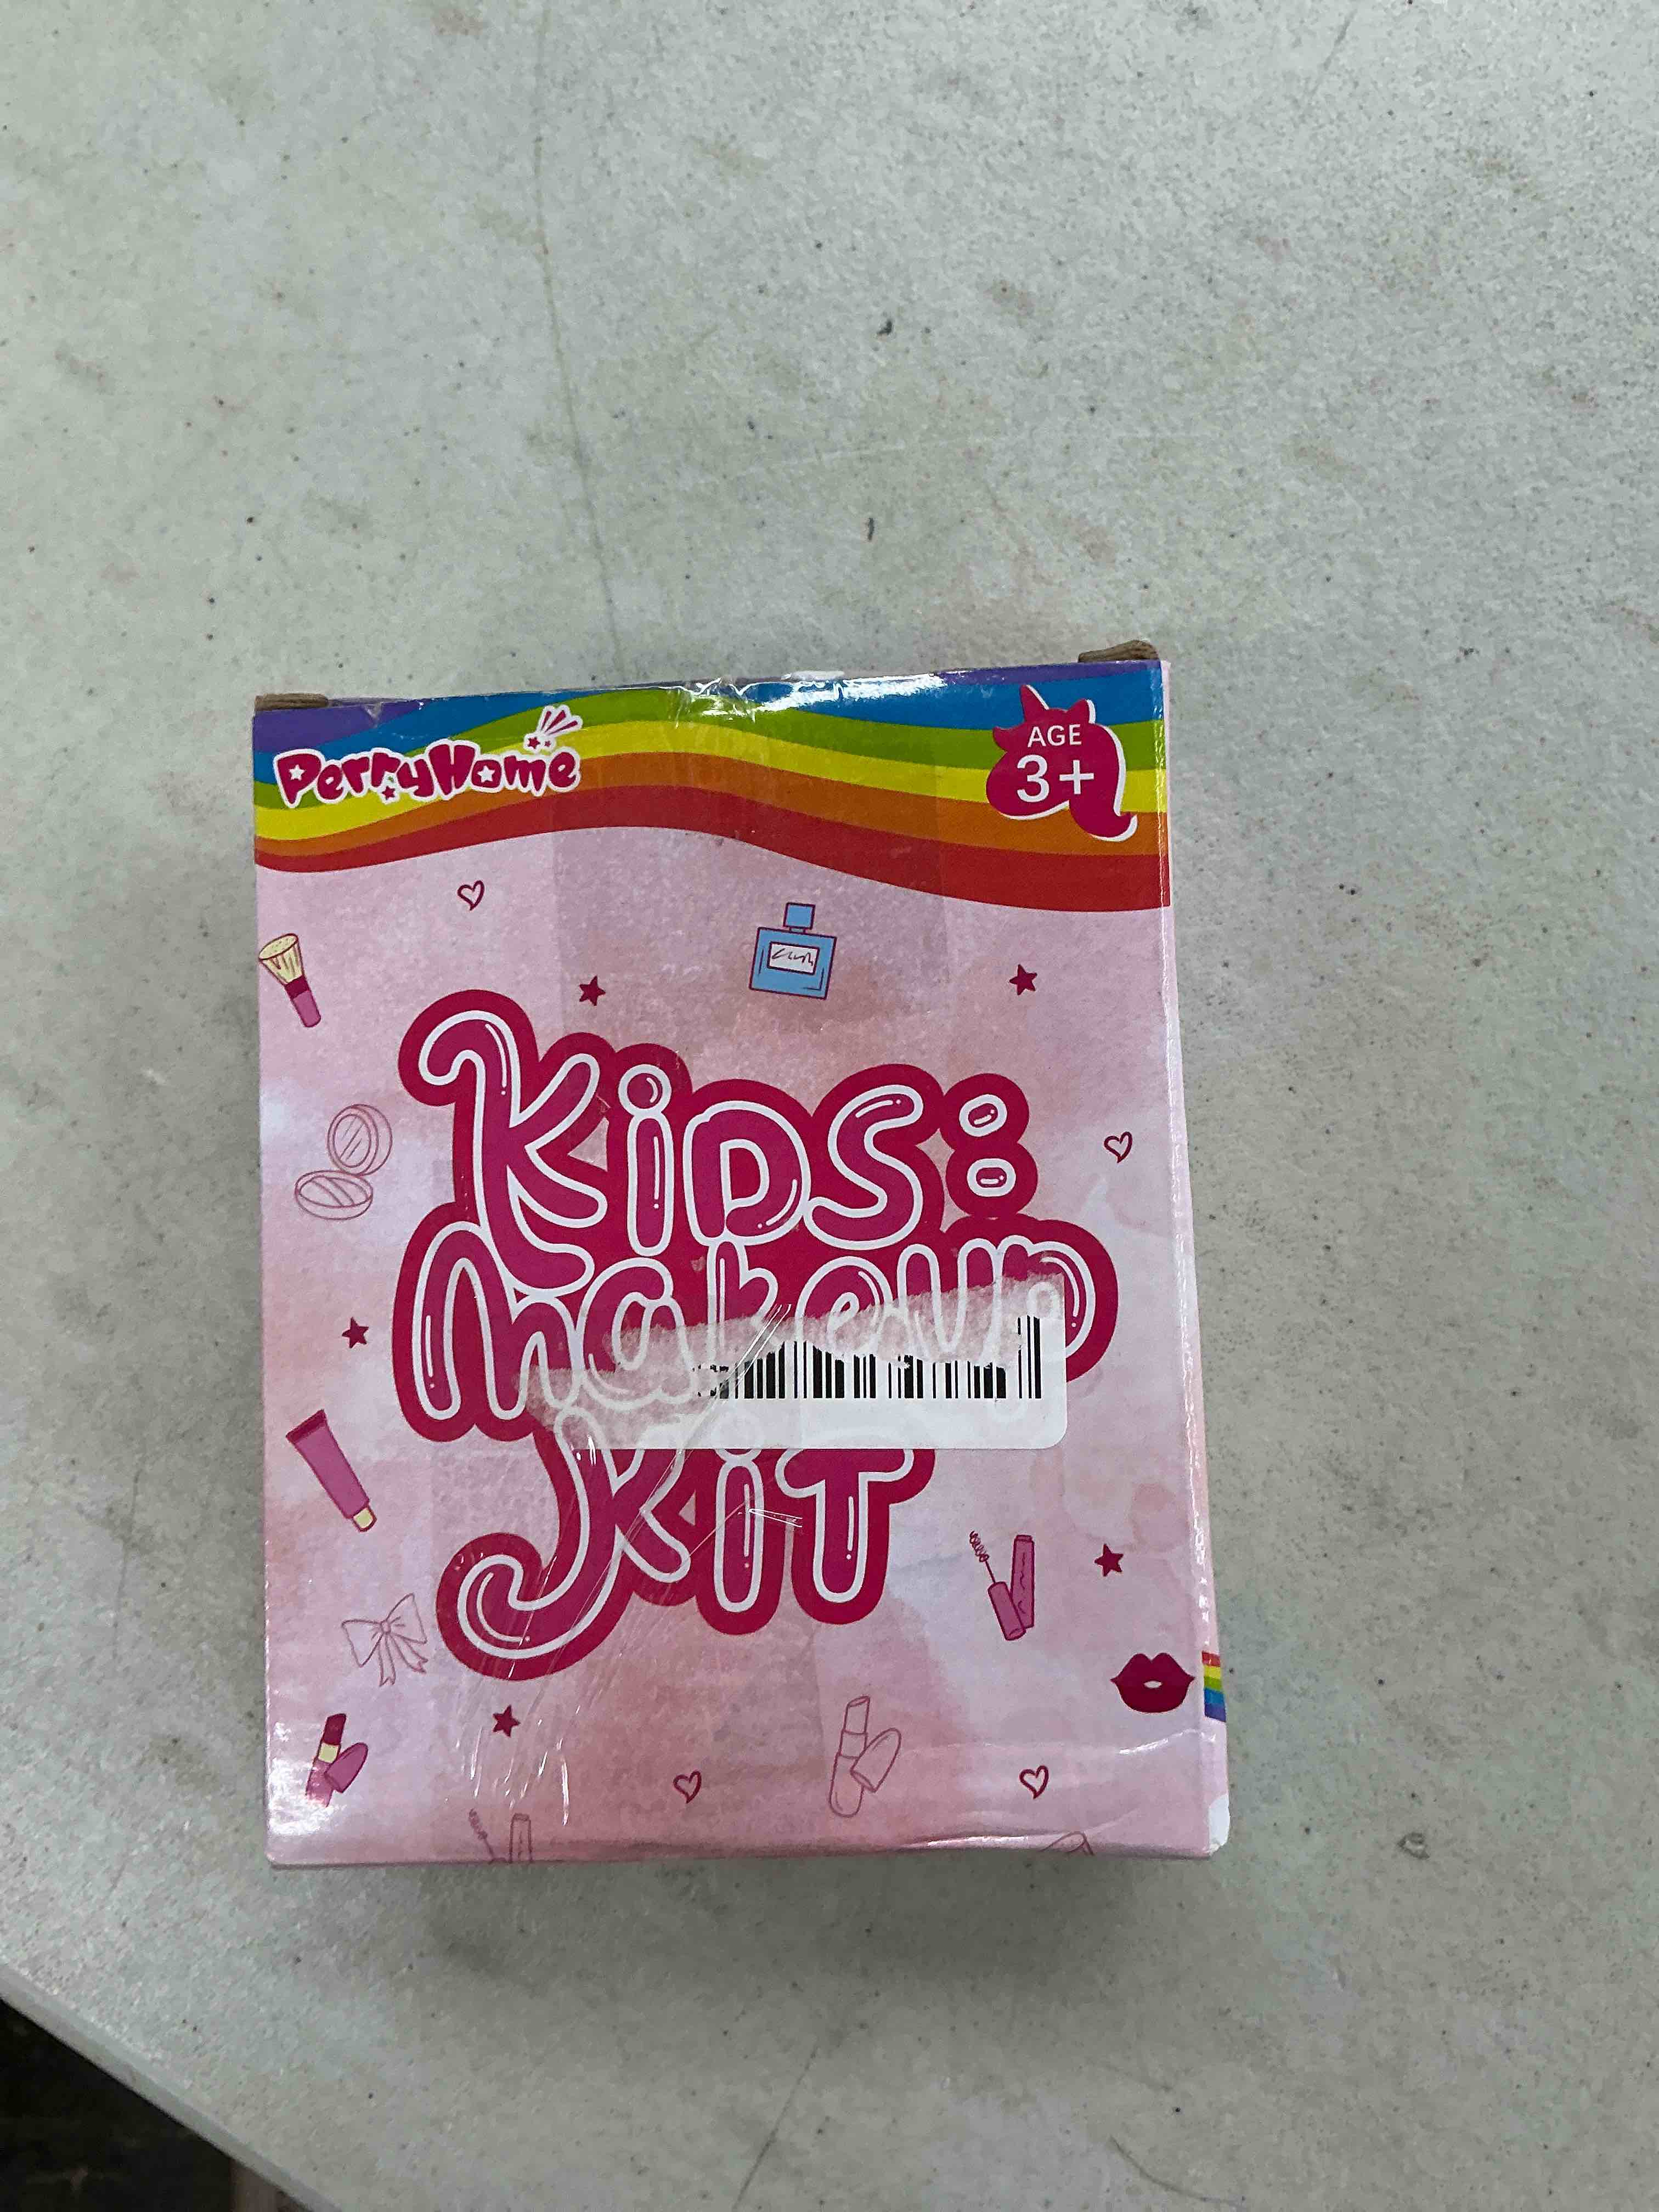 PerryHome
AGE
3+
Kids:
Makeup
Kit